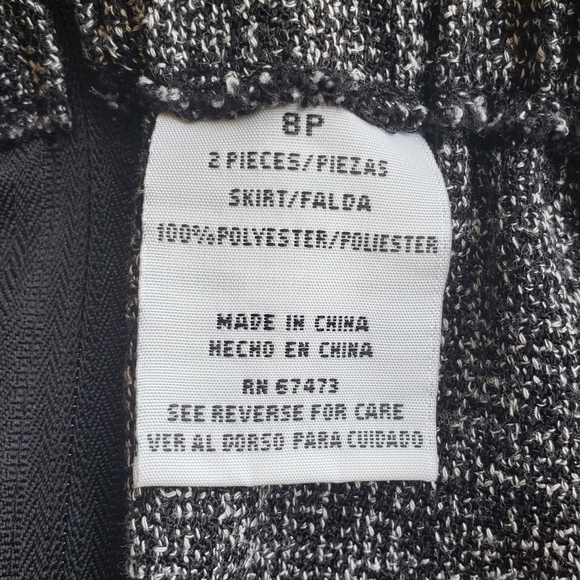 8P
2 PIECES/PIEZAS
SKIRT/FALDA
100%POLYESTER/POLIESTER
MADE IN CHINA
HECHO EN CHINA
RN 67473
SEE REVERSE FOR CARE
VER AL DORSO PARA CUIDADO